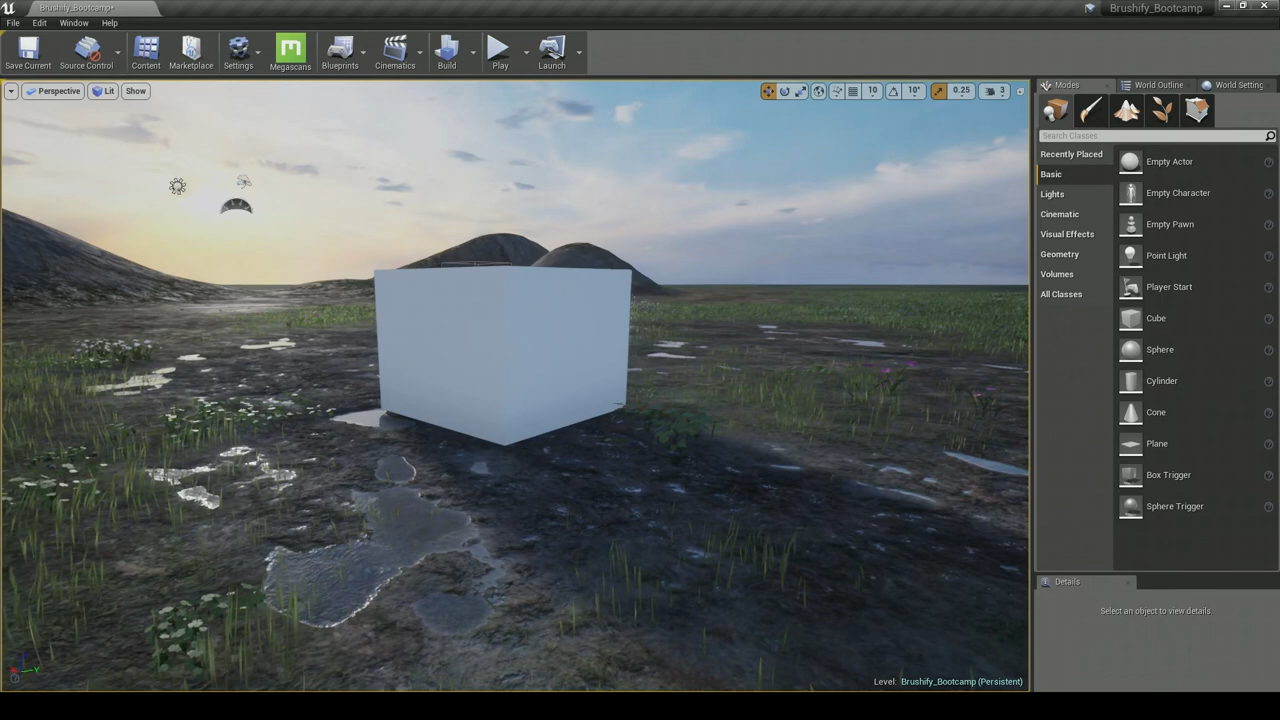 Brushify_Bootcamp*
Brushify_Bootcamp
File Edit Window Help
Save Current Source Control Content Marketplace Settings Megascans Blueprints Cinematics Build Play Launch
Perspective Lit Show
10 10° 0.25 3
Modes World Outline World Setting
Search Classes
Recently Placed
Basic
Lights
Cinematic
Visual Effects
Geometry
Volumes
All Classes
Empty Actor
Empty Character
Empty Pawn
Point Light
Player Start
Cube
Sphere
Cylinder
Cone
Plane
Box Trigger
Sphere Trigger
Details
Select an object to view details.
Level: Brushify_Bootcamp (Persistent)